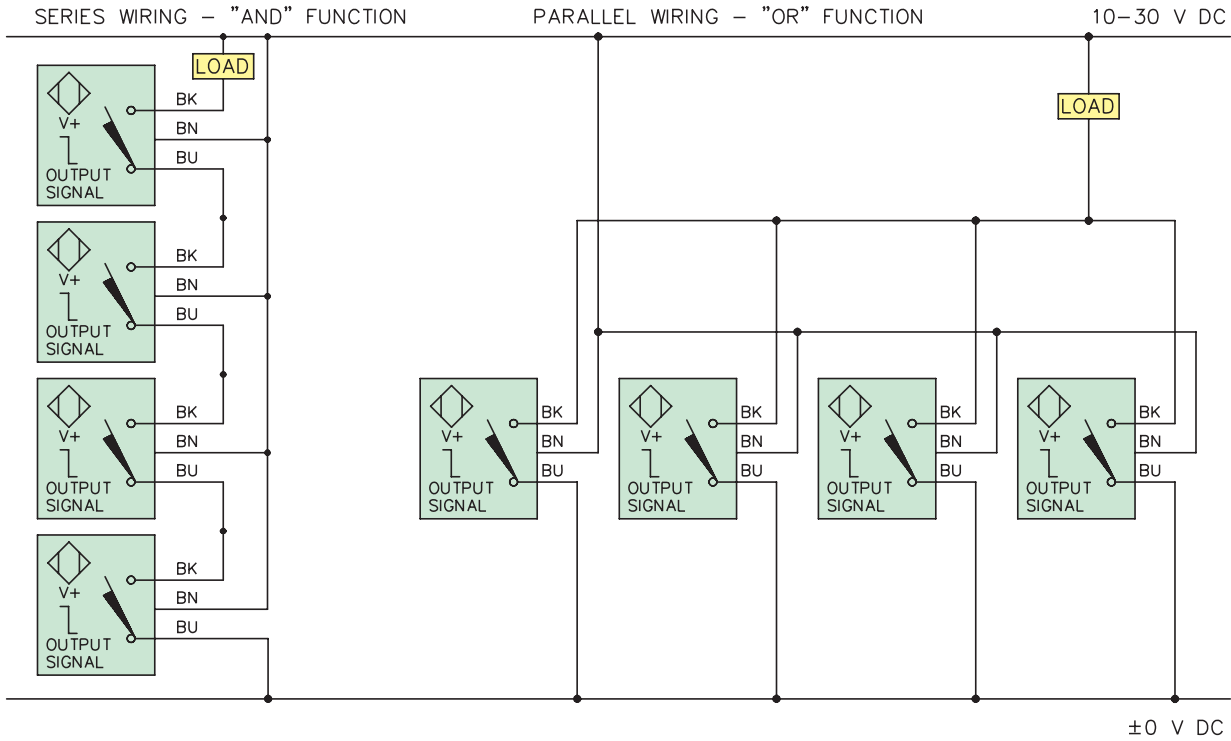 SERIES WIRING – "AND" FUNCTION
PARALLEL WIRING – "OR" FUNCTION
10–30 V DC
LOAD
BK
V+
BN
BU
OUTPUT
SIGNAL
BK
V+
BN
BU
OUTPUT
SIGNAL
BK
V+
BN
BU
OUTPUT
SIGNAL
BK
V+
BN
BU
OUTPUT
SIGNAL
LOAD
BK
V+
BN
BU
OUTPUT
SIGNAL
BK
V+
BN
BU
OUTPUT
SIGNAL
BK
V+
BN
BU
OUTPUT
SIGNAL
BK
V+
BN
BU
OUTPUT
SIGNAL
±0 V DC